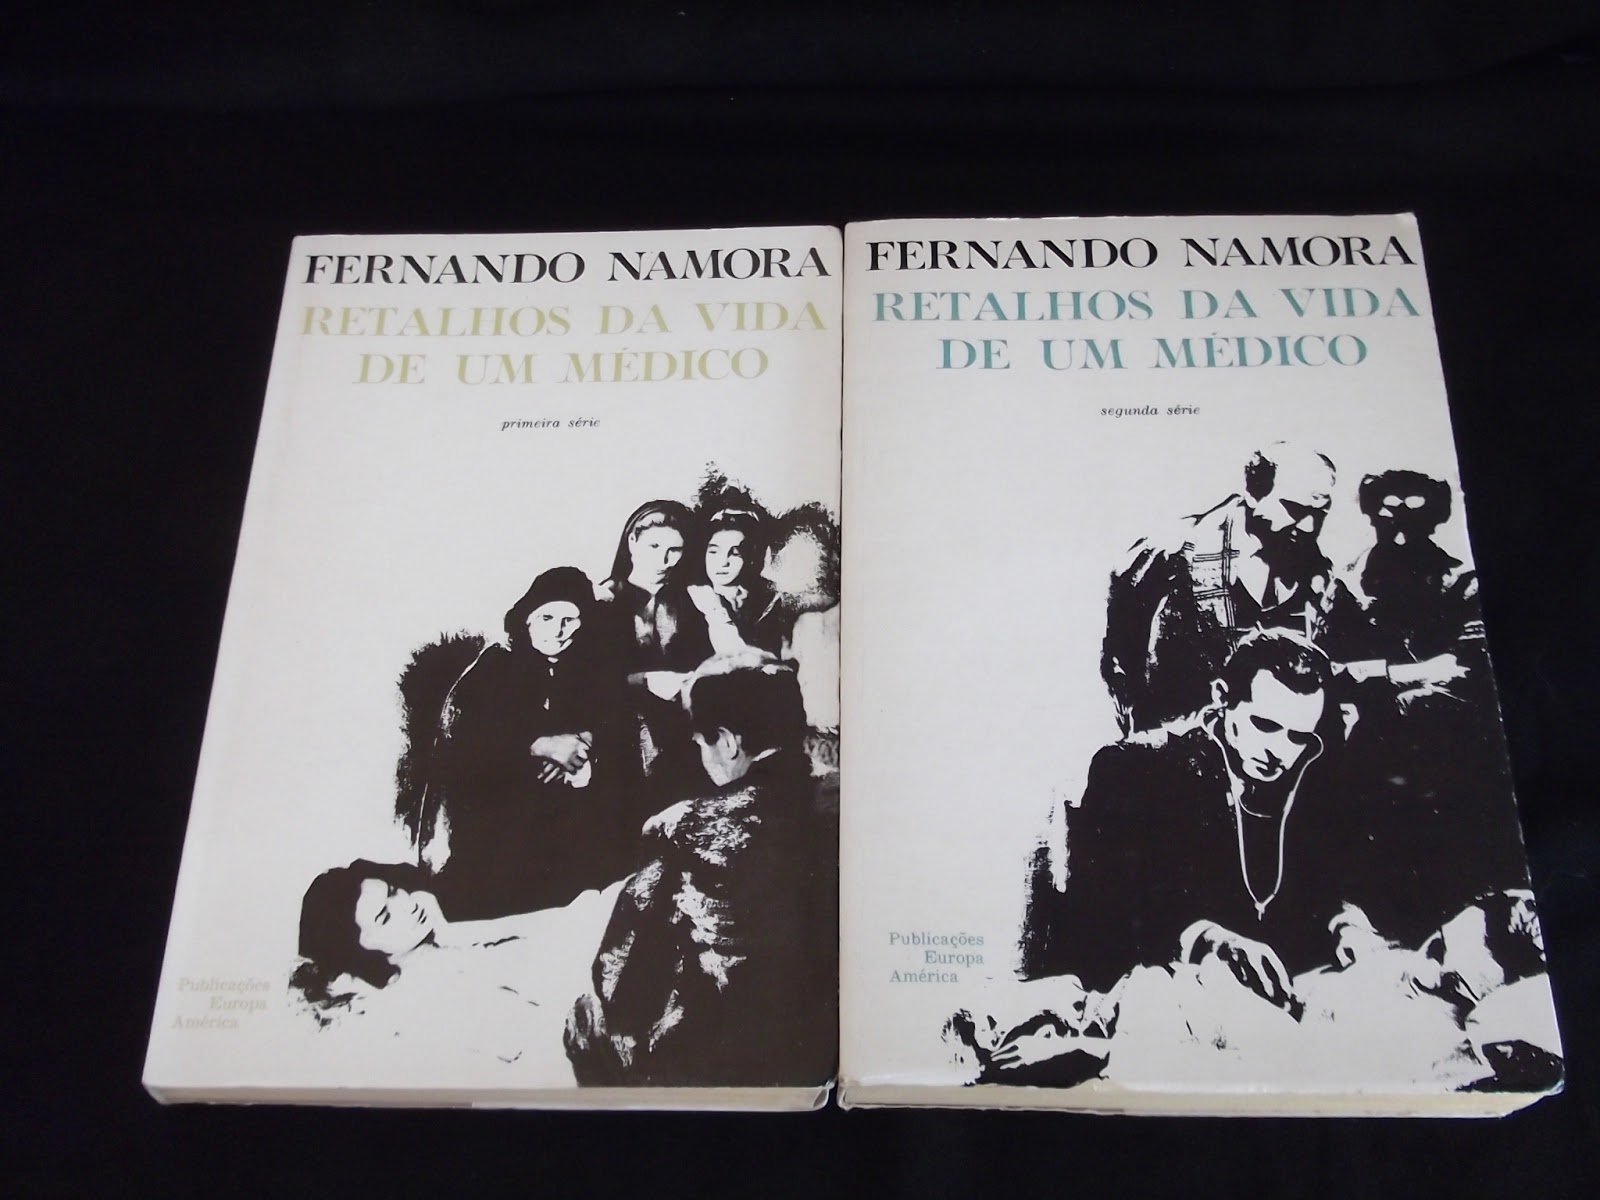 FERNANDO NAMORA
RETALHOS DA VIDA
DE UM MÉDICO
primeira série
Publicações
Europa
América
FERNANDO NAMORA
RETALHOS DA VIDA
DE UM MÉDICO
segunda série
Publicações
Europa
América